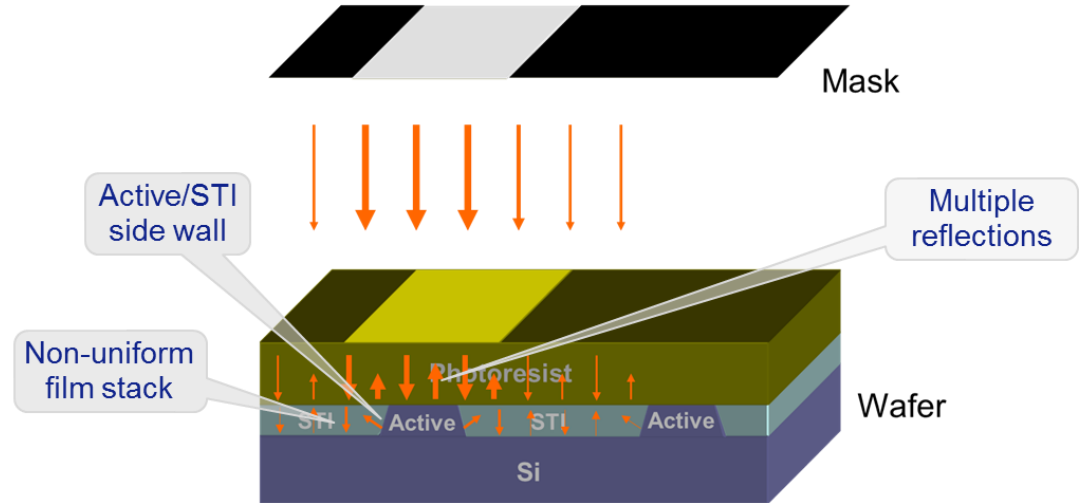 Mask
Active/STI
side wall
Multiple
reflections
Non-uniform
film stack
Photoresist
Wafer
STI
Active
STI
Active
Si